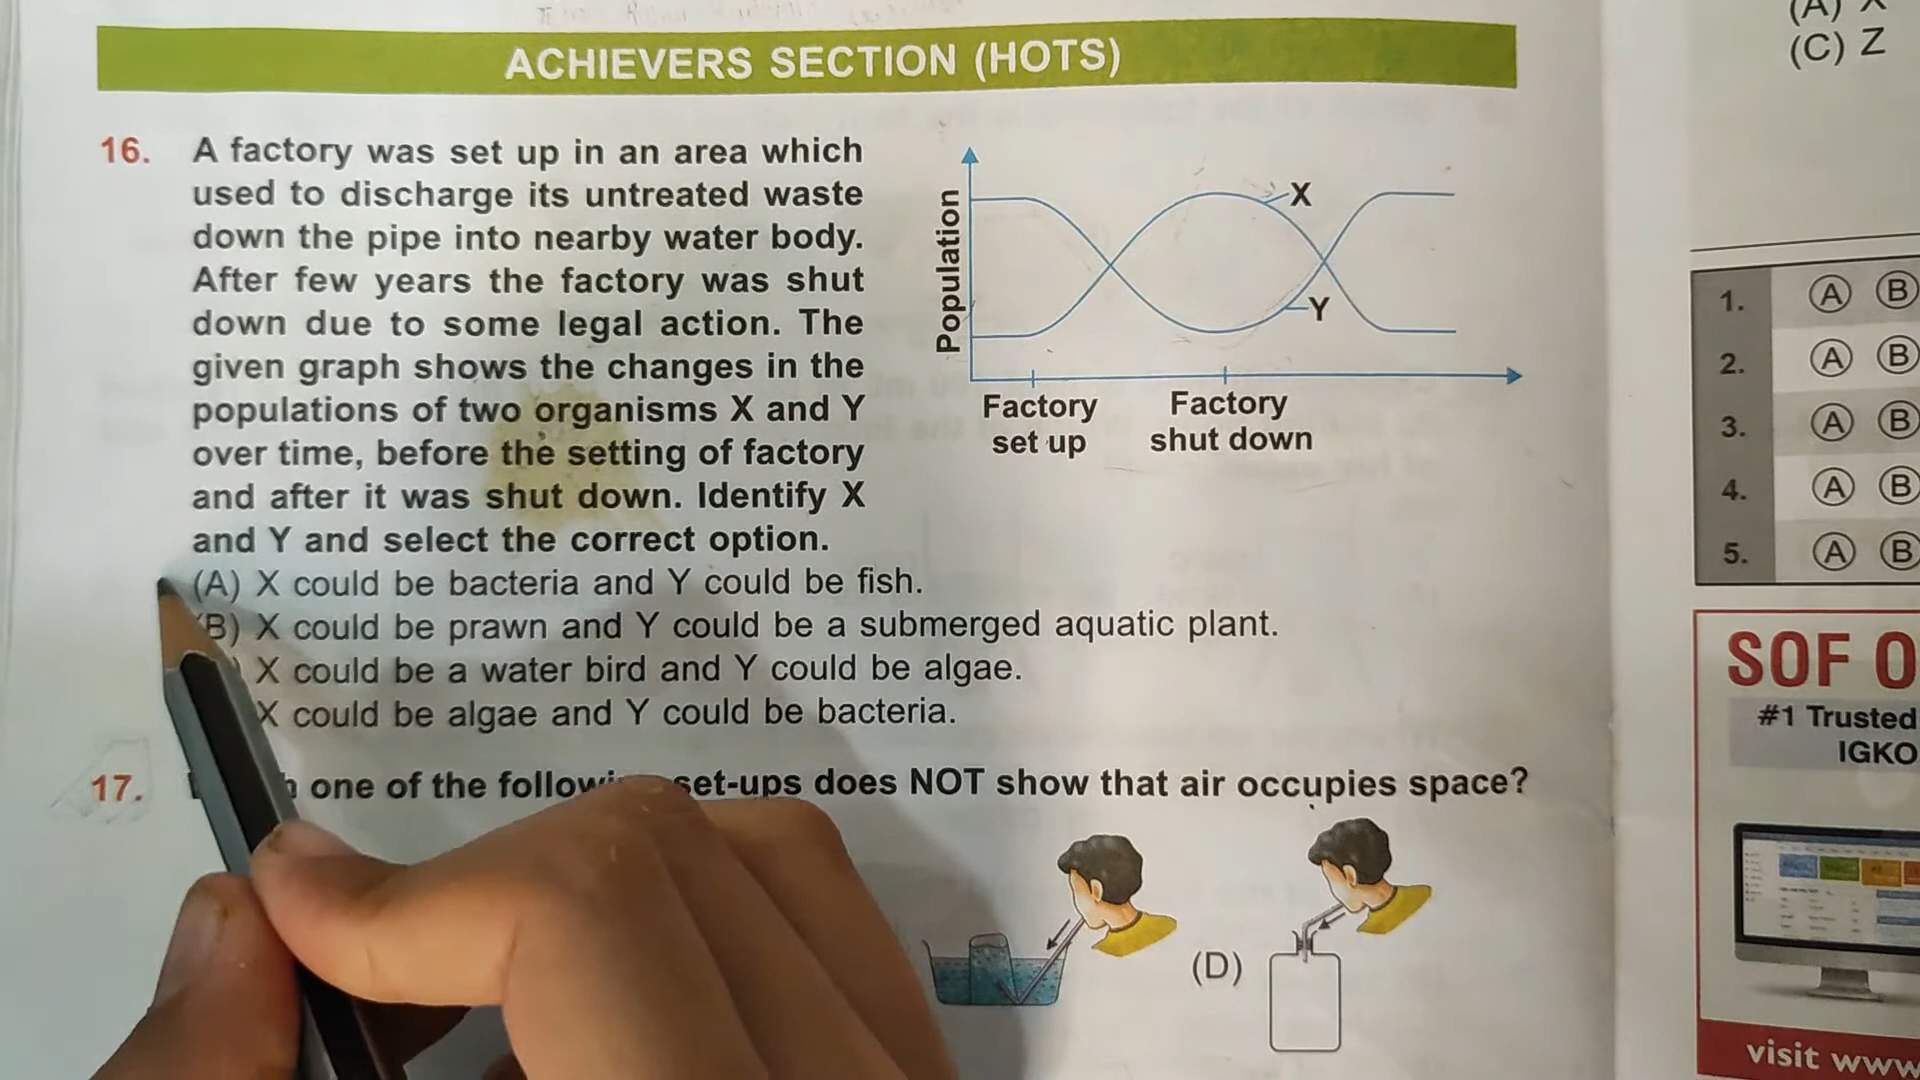 ACHIEVERS SECTION (HOTS)
16. A factory was set up in an area which
used to discharge its untreated waste
down the pipe into nearby water body.
After few years the factory was shut
down due to some legal action. The
given graph shows the changes in the
populations of two organisms X and Y
over time, before the setting of factory
and after it was shut down. Identify X
and Y and select the correct option.
Population
X
Y
Factory
set up
Factory
shut down
(A) X could be bacteria and Y could be fish.
B) X could be prawn and Y could be a submerged aquatic plant.
) X could be a water bird and Y could be algae.
X could be algae and Y could be bacteria.
17. one of the following set-ups does NOT show that air occupies space?
(D)
(A) X
(C) Z
1. A B
2. A B
3. A B
4. A B
5. A B
SOF O
#1 Trusted
IGKO
visit www